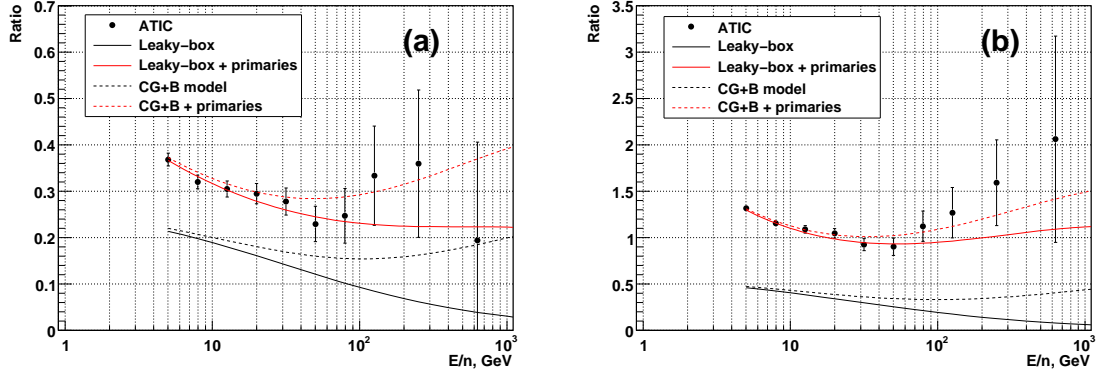 Ratio
0.7
0.6
0.5
0.4
0.3
0.2
0.1
0
ATIC
Leaky-box
Leaky-box + primaries
CG+B model
CG+B + primaries
(a)
1
10
10²
10³
E/n, GeV
Ratio
3.5
3
2.5
2
1.5
1
0.5
0
ATIC
Leaky-box
Leaky-box + primaries
CG+B model
CG+B + primaries
(b)
1
10
10²
10³
E/n, GeV